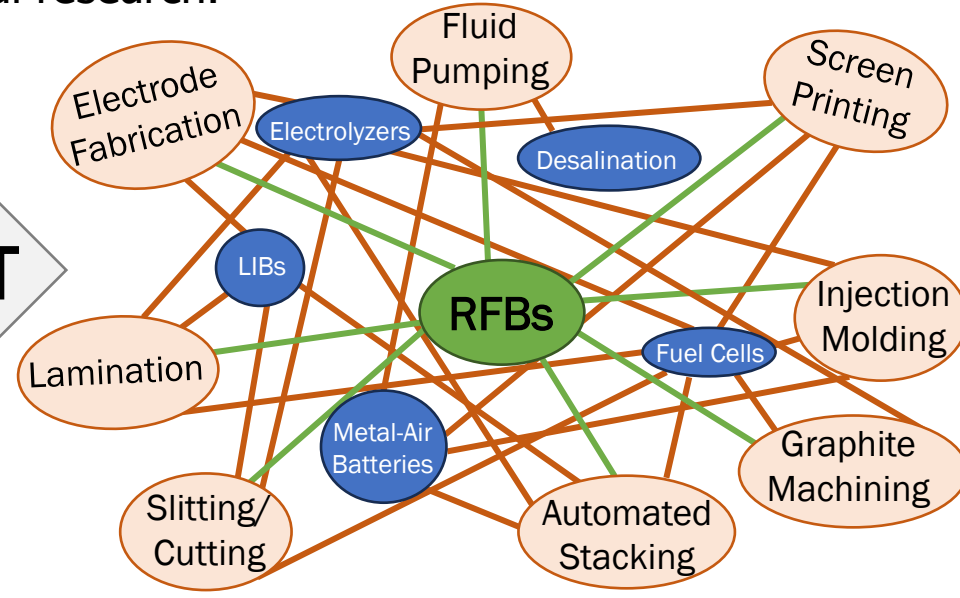 Fluid
Pumping
Screen
Printing
Electrode
Fabrication
Electrolyzers
Desalination
LIBs
RFBs
Injection
Molding
Fuel Cells
Lamination
Metal-Air
Batteries
Graphite
Machining
Slitting/
Cutting
Automated
Stacking